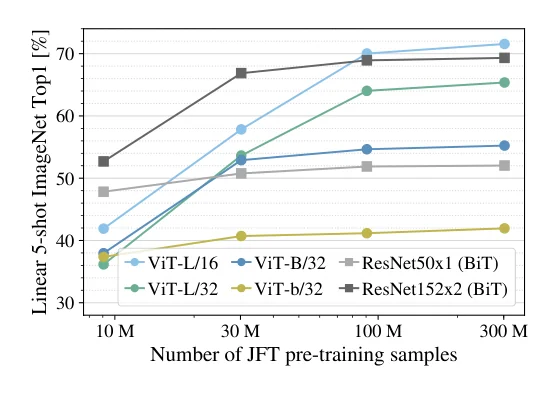 Linear 5-shot ImageNet Top1 [%]
70
60
50
40
30
ViT-L/16 ViT-B/32 ResNet50x1 (BiT)
ViT-L/32 ViT-b/32 ResNet152x2 (BiT)
10 M 30 M 100 M 300 M
Number of JFT pre-training samples